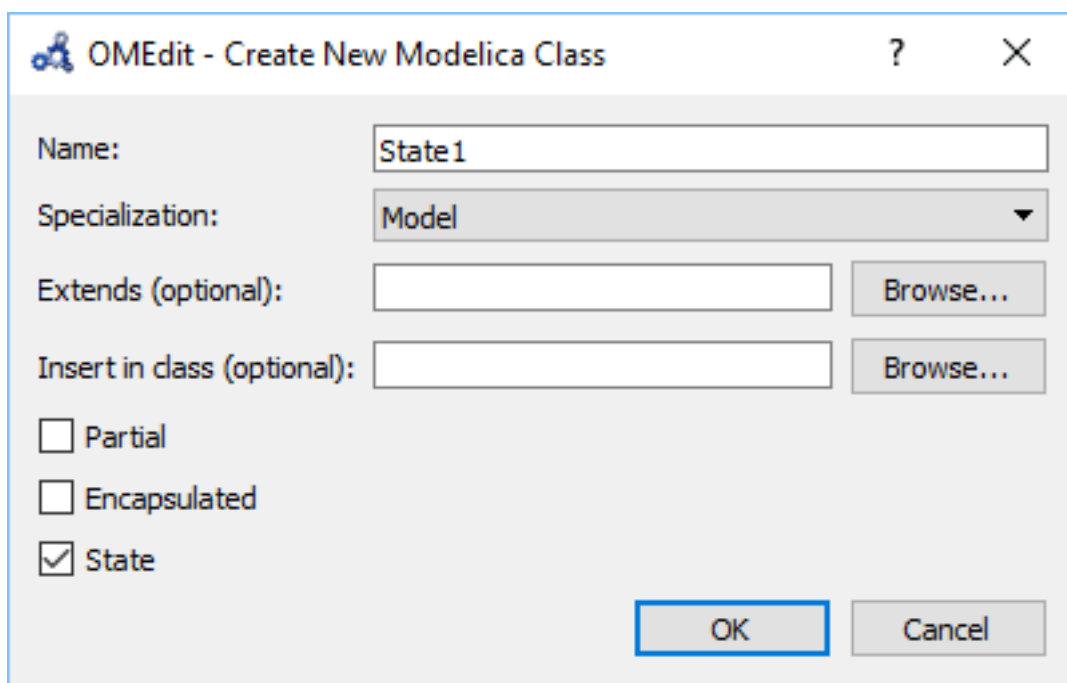 OMEdit - Create New Modelica Class ?
Name: State1
Specialization: Model
Extends (optional): Browse...
Insert in class (optional): Browse...
Partial
Encapsulated
State
OK Cancel